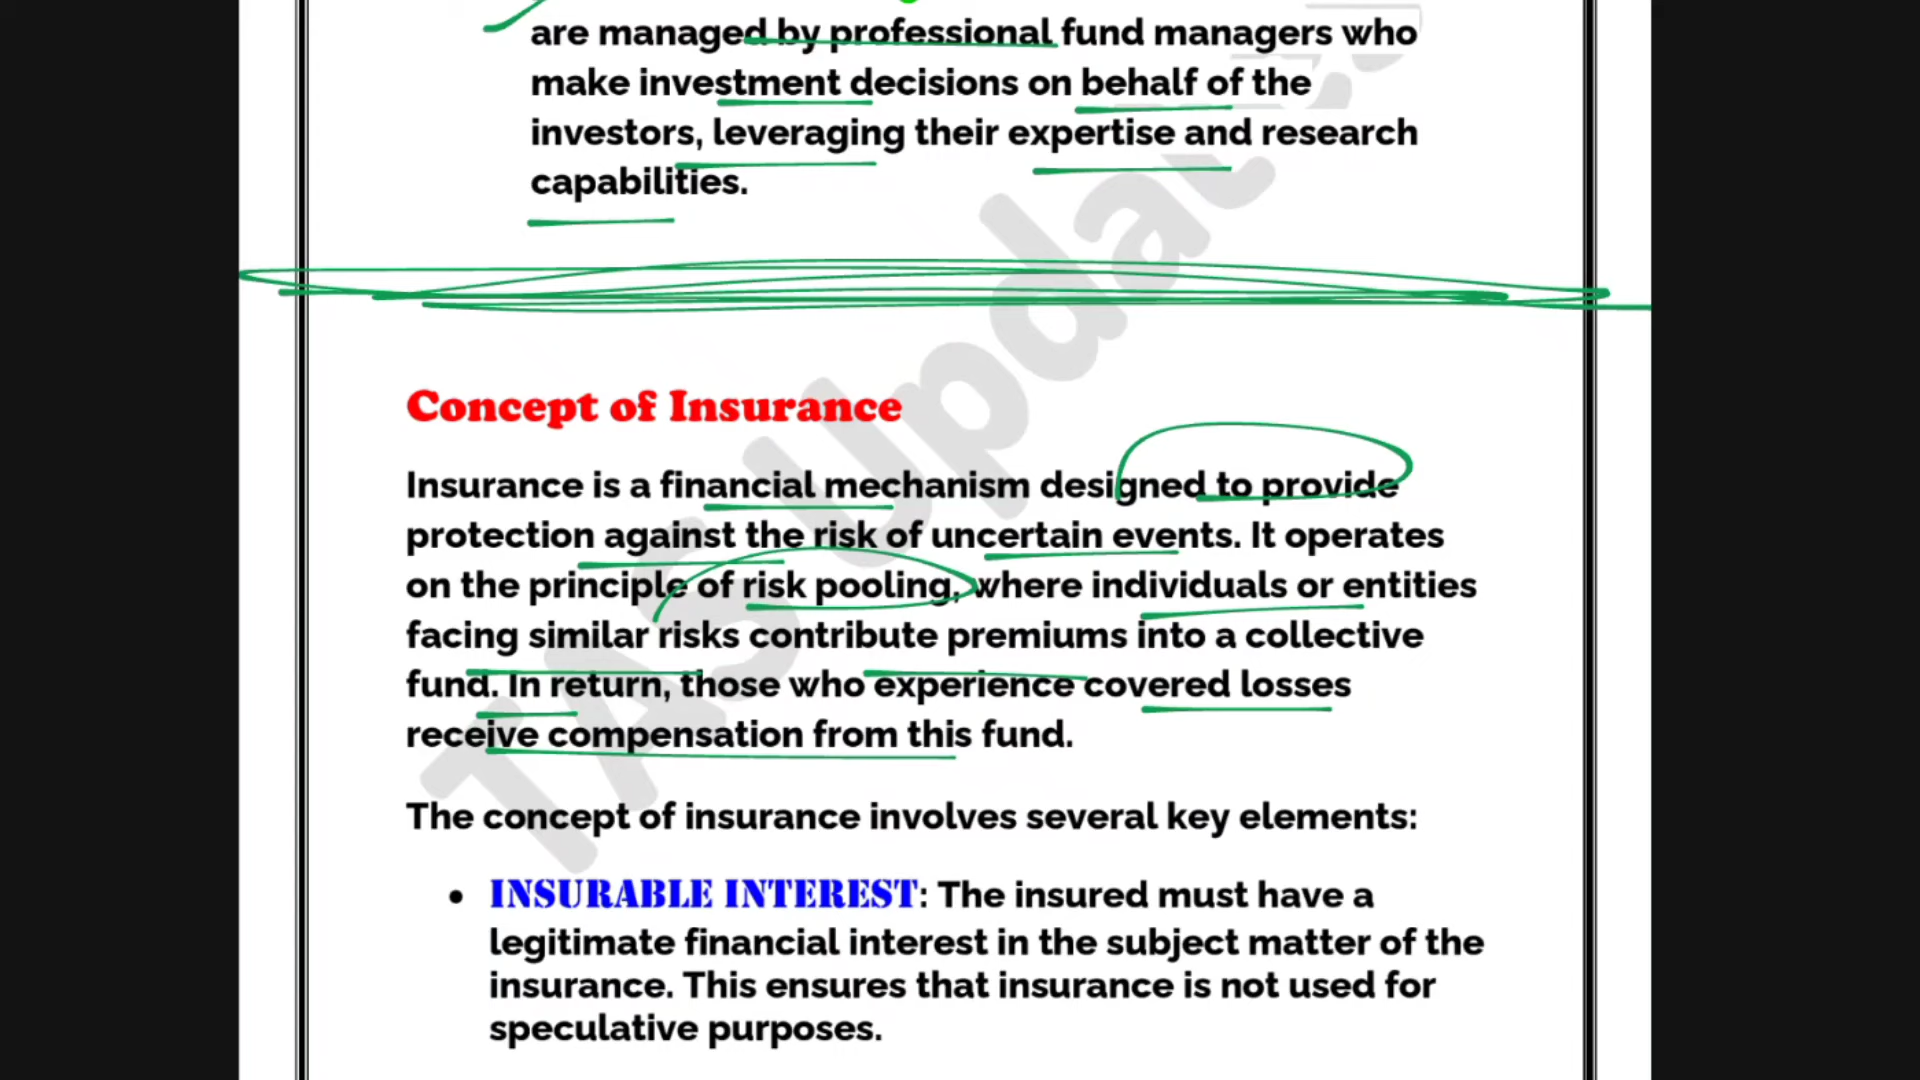 are managed by professional fund managers who
make investment decisions on behalf of the
investors, leveraging their expertise and research
capabilities.
Concept of Insurance
Insurance is a financial mechanism designed to provide
protection against the risk of uncertain events. It operates
on the principle of risk pooling, where individuals or entities
facing similar risks contribute premiums into a collective
fund. In return, those who experience covered losses
receive compensation from this fund.
The concept of insurance involves several key elements:
• INSURABLE INTEREST: The insured must have a
legitimate financial interest in the subject matter of the
insurance. This ensures that insurance is not used for
speculative purposes.